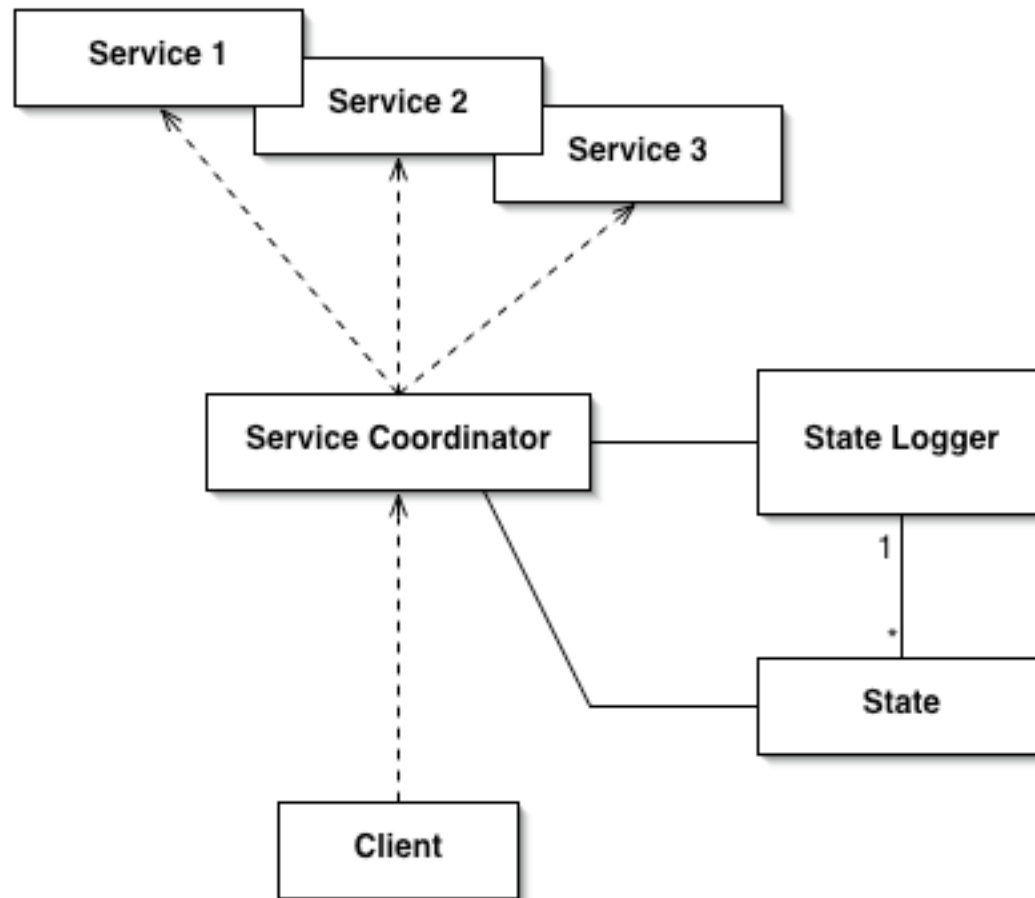 Service 1
Service 2
Service 3
Service Coordinator
State Logger
1
*
State
Client